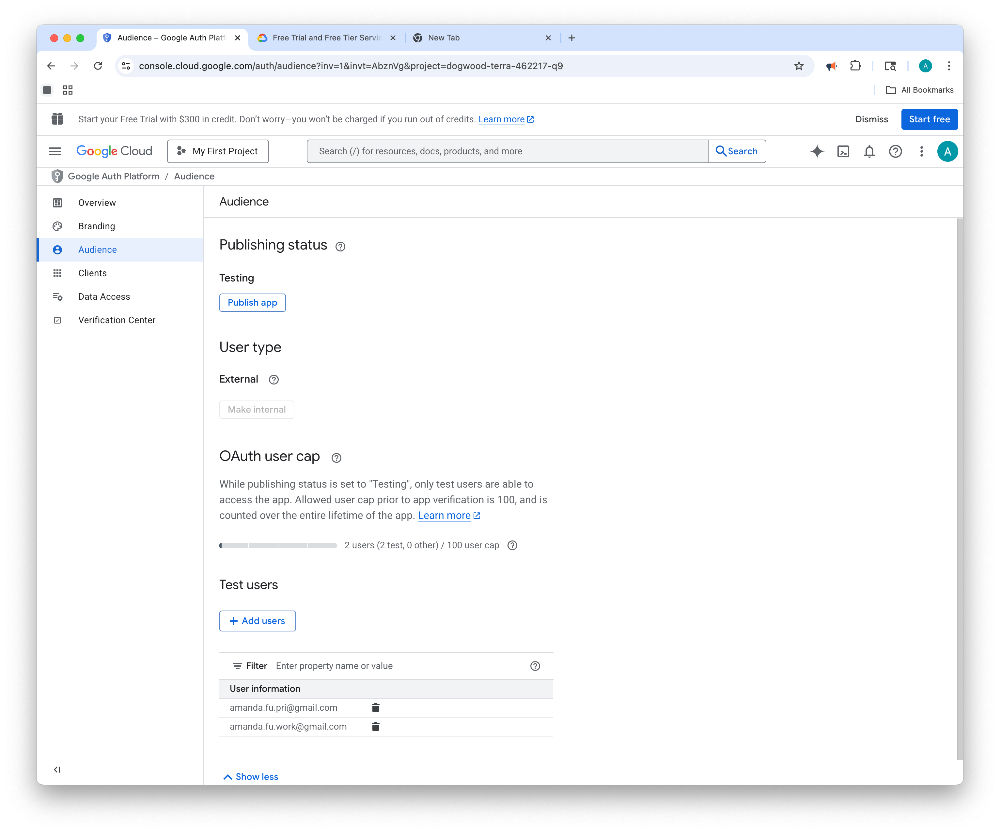 Audience – Google Auth Platf
Free Trial and Free Tier Servic
New Tab
console.cloud.google.com/auth/audience?inv=1&invt=AbznVg&project=dogwood-terra-462217-q9
A
All Bookmarks
Start your Free Trial with $300 in credit. Don’t worry—you won’t be charged if you run out of credits. Learn more
Dismiss
Start free
Google Cloud
My First Project
Search (/) for resources, docs, products, and more
Search
A
Google Auth Platform / Audience
Overview
Branding
Audience
Clients
Data Access
Verification Center
Audience
Publishing status
Testing
Publish app
User type
External
Make internal
OAuth user cap
While publishing status is set to "Testing", only test users are able to
access the app. Allowed user cap prior to app verification is 100, and is
counted over the entire lifetime of the app. Learn more
2 users (2 test, 0 other) / 100 user cap
Test users
+ Add users
Filter Enter property name or value
User information
amanda.fu.pri@gmail.com
amanda.fu.work@gmail.com
Show less